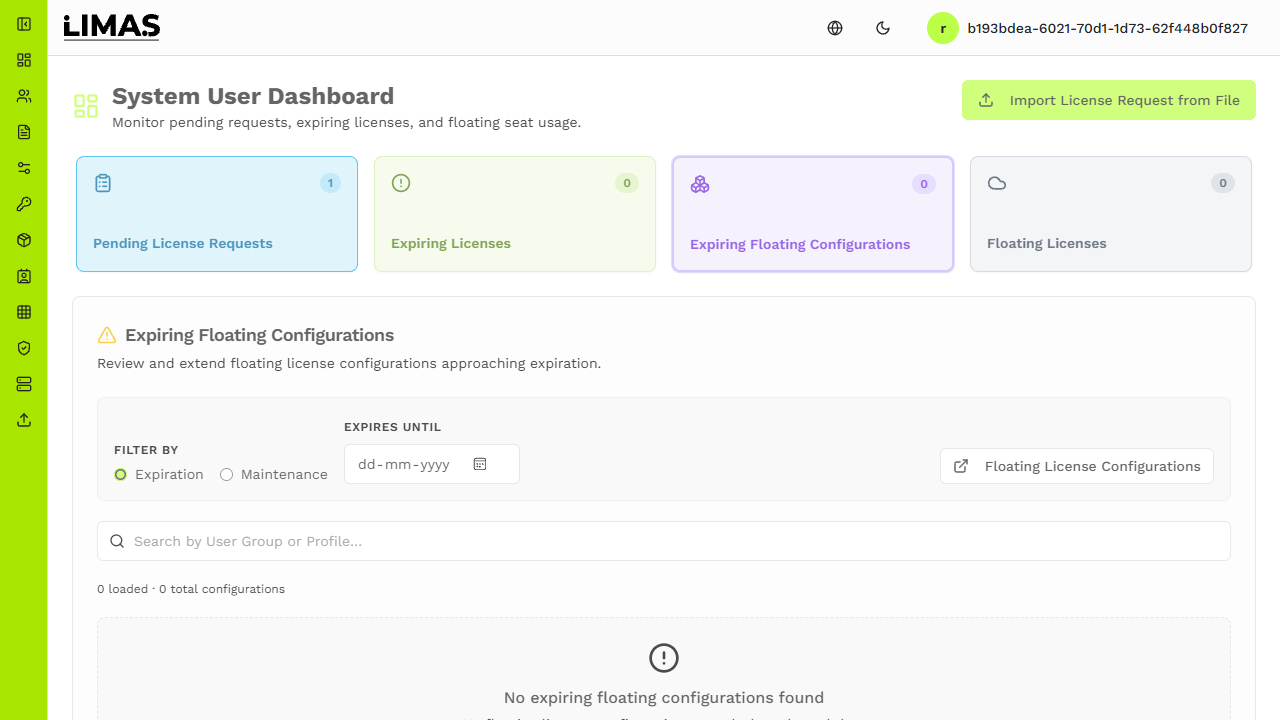 LIMAS
r
b193bdea-6021-70d1-1d73-62f448b0f827
System User Dashboard
Monitor pending requests, expiring licenses, and floating seat usage.
Import License Request from File
1
Pending License Requests
0
Expiring Licenses
0
Expiring Floating Configurations
0
Floating Licenses
Expiring Floating Configurations
Review and extend floating license configurations approaching expiration.
FILTER BY
Expiration
Maintenance
EXPIRES UNTIL
dd-mm-yyyy
Floating License Configurations
Search by User Group or Profile...
0 loaded · 0 total configurations
No expiring floating configurations found